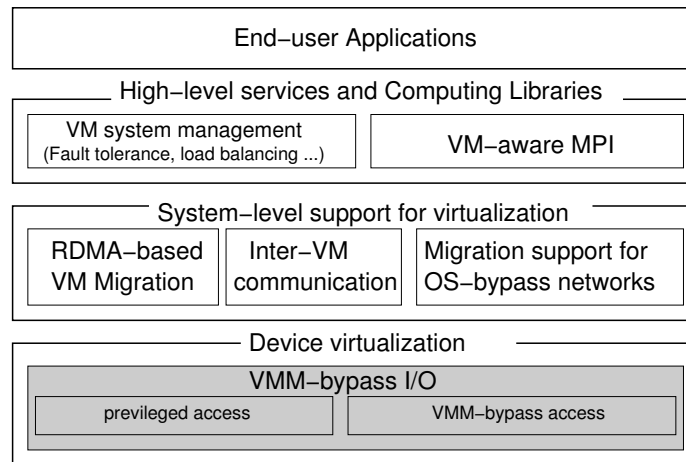 End-user Applications
High-level services and Computing Libraries
VM system management
(Fault tolerance, load balancing ...)
VM-aware MPI
System-level support for virtualization
RDMA-based
VM Migration
Inter-VM
communication
Migration support for
OS-bypass networks
Device virtualization
VMM-bypass I/O
previleged access
VMM-bypass access